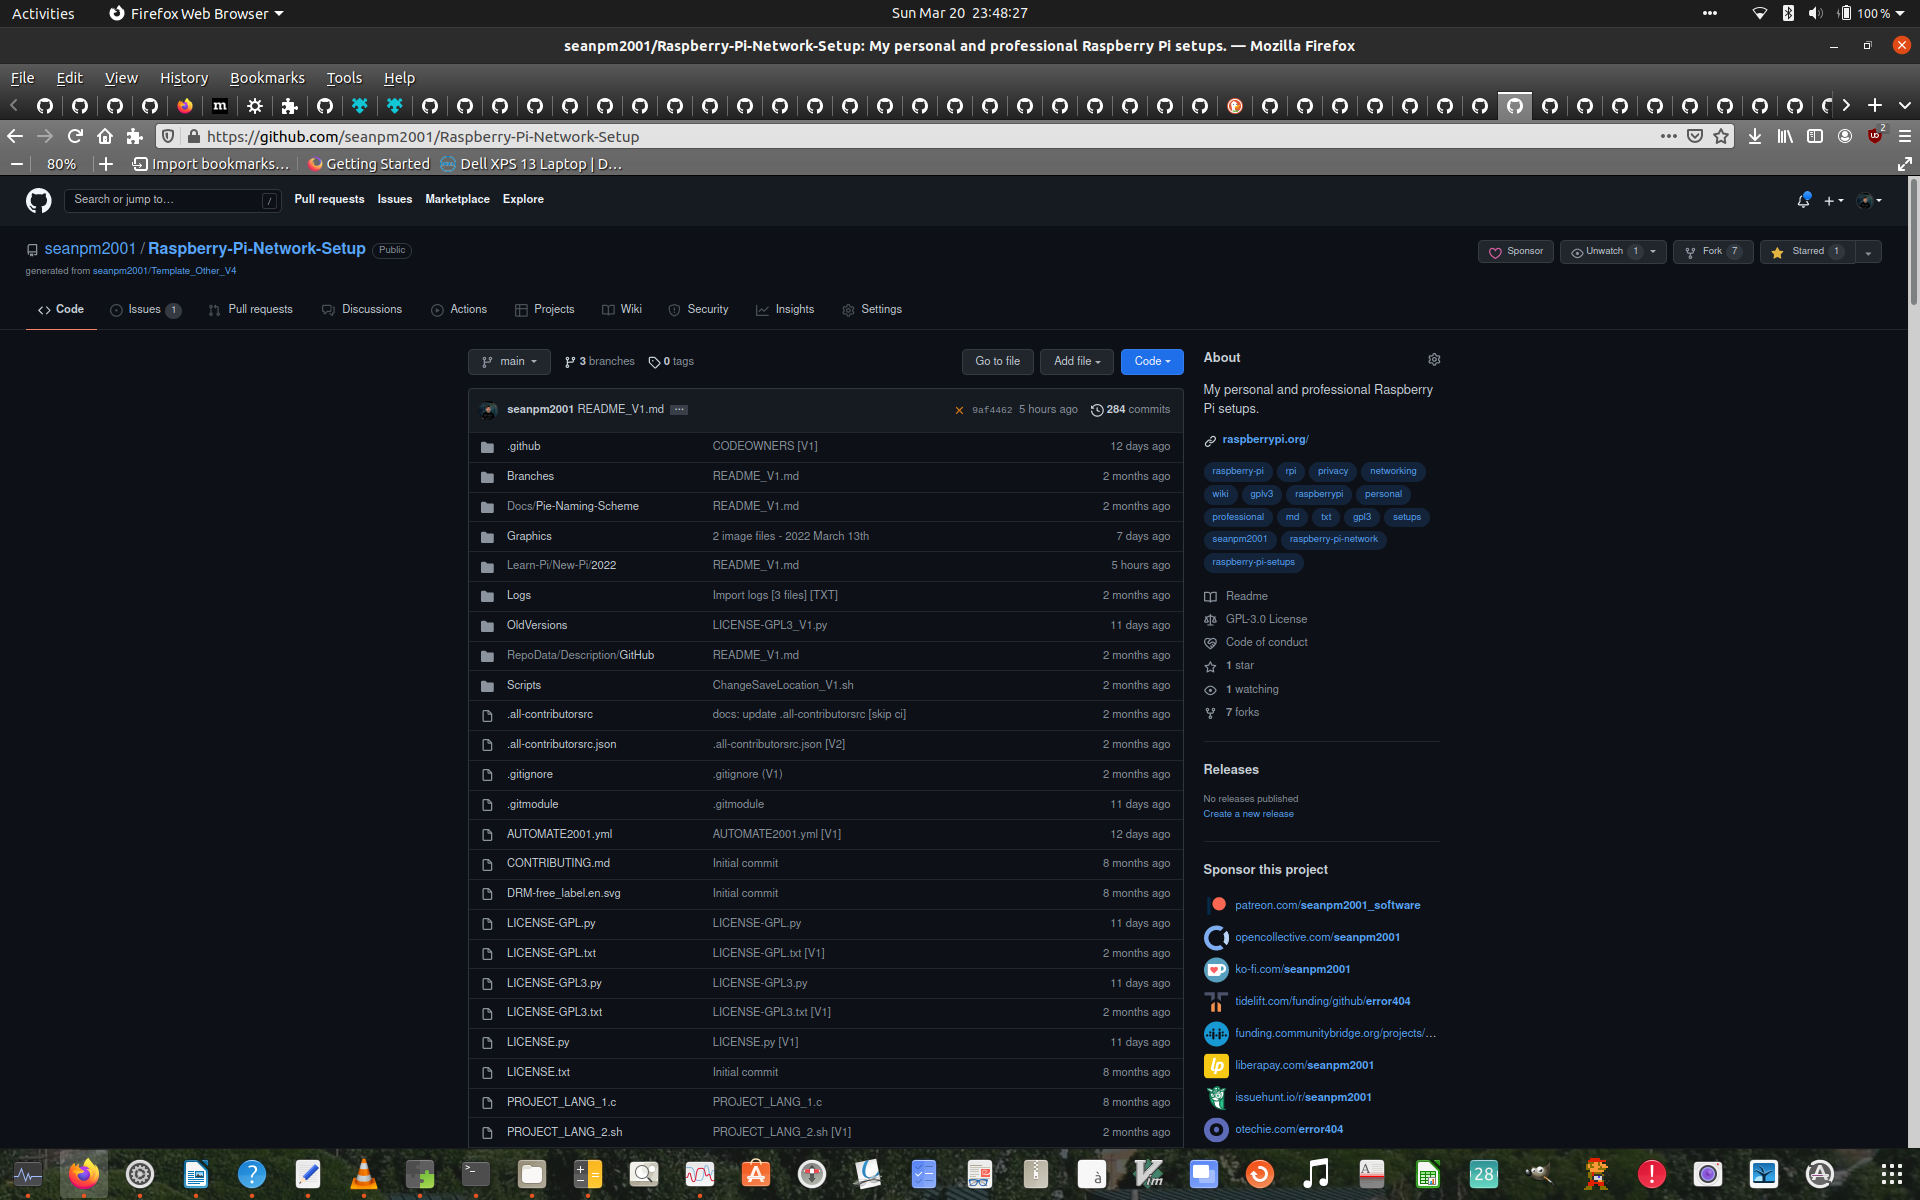 Activities
Firefox Web Browser
Sun Mar 20 23:48:27
100 %
seanpm2001/Raspberry-Pi-Network-Setup: My personal and professional Raspberry Pi setups. — Mozilla Firefox
File Edit View History Bookmarks Tools Help
https://github.com/seanpm2001/Raspberry-Pi-Network-Setup
2
80%
Import bookmarks...
Getting Started
Dell XPS 13 Laptop | D...
Search or jump to...
/
Pull requests Issues Marketplace Explore
seanpm2001 / Raspberry-Pi-Network-Setup Public
generated from seanpm2001/Template_Other_V4
Sponsor
Unwatch 1
Fork 7
Starred 1
Code
Issues 1
Pull requests
Discussions
Actions
Projects
Wiki
Security
Insights
Settings
main
3 branches
0 tags
Go to file
Add file
Code
seanpm2001 README_V1.md
9af4462 5 hours ago
284 commits
.github CODEOWNERS [V1] 12 days ago
Branches README_V1.md 2 months ago
Docs/Pie-Naming-Scheme README_V1.md 2 months ago
Graphics 2 image files - 2022 March 13th 7 days ago
Learn-Pi/New-Pi/2022 README_V1.md 5 hours ago
Logs Import logs [3 files] [TXT] 2 months ago
OldVersions LICENSE-GPL3_V1.py 11 days ago
RepoData/Description/GitHub README_V1.md 2 months ago
Scripts ChangeSaveLocation_V1.sh 2 months ago
.all-contributorsrc docs: update .all-contributorsrc [skip ci] 2 months ago
.all-contributorsrc.json .all-contributorsrc.json [V2] 2 months ago
.gitignore .gitignore (V1) 2 months ago
.gitmodule .gitmodule 11 days ago
AUTOMATE2001.yml AUTOMATE2001.yml [V1] 12 days ago
CONTRIBUTING.md Initial commit 8 months ago
DRM-free_label.en.svg Initial commit 8 months ago
LICENSE-GPL.py LICENSE-GPL.py 11 days ago
LICENSE-GPL.txt LICENSE-GPL.txt [V1] 2 months ago
LICENSE-GPL3.py LICENSE-GPL3.py 11 days ago
LICENSE-GPL3.txt LICENSE-GPL3.txt [V1] 2 months ago
LICENSE.py LICENSE.py [V1] 11 days ago
LICENSE.txt Initial commit 8 months ago
PROJECT_LANG_1.c PROJECT_LANG_1.c 8 months ago
PROJECT_LANG_2.sh PROJECT_LANG_2.sh [V1] 2 months ago
About
My personal and professional Raspberry
Pi setups.
raspberrypi.org/
raspberry-pi rpi privacy networking
wiki gplv3 raspberrypi personal
professional md txt gpl3 setups
seanpm2001 raspberry-pi-network
raspberry-pi-setups
Readme
GPL-3.0 License
Code of conduct
1 star
1 watching
7 forks
Releases
No releases published
Create a new release
Sponsor this project
patreon.com/seanpm2001_software
opencollective.com/seanpm2001
ko-fi.com/seanpm2001
tidelift.com/funding/github/error404
funding.communitybridge.org/projects/...
liberapay.com/seanpm2001
issuehunt.io/r/seanpm2001
otechie.com/error404
28